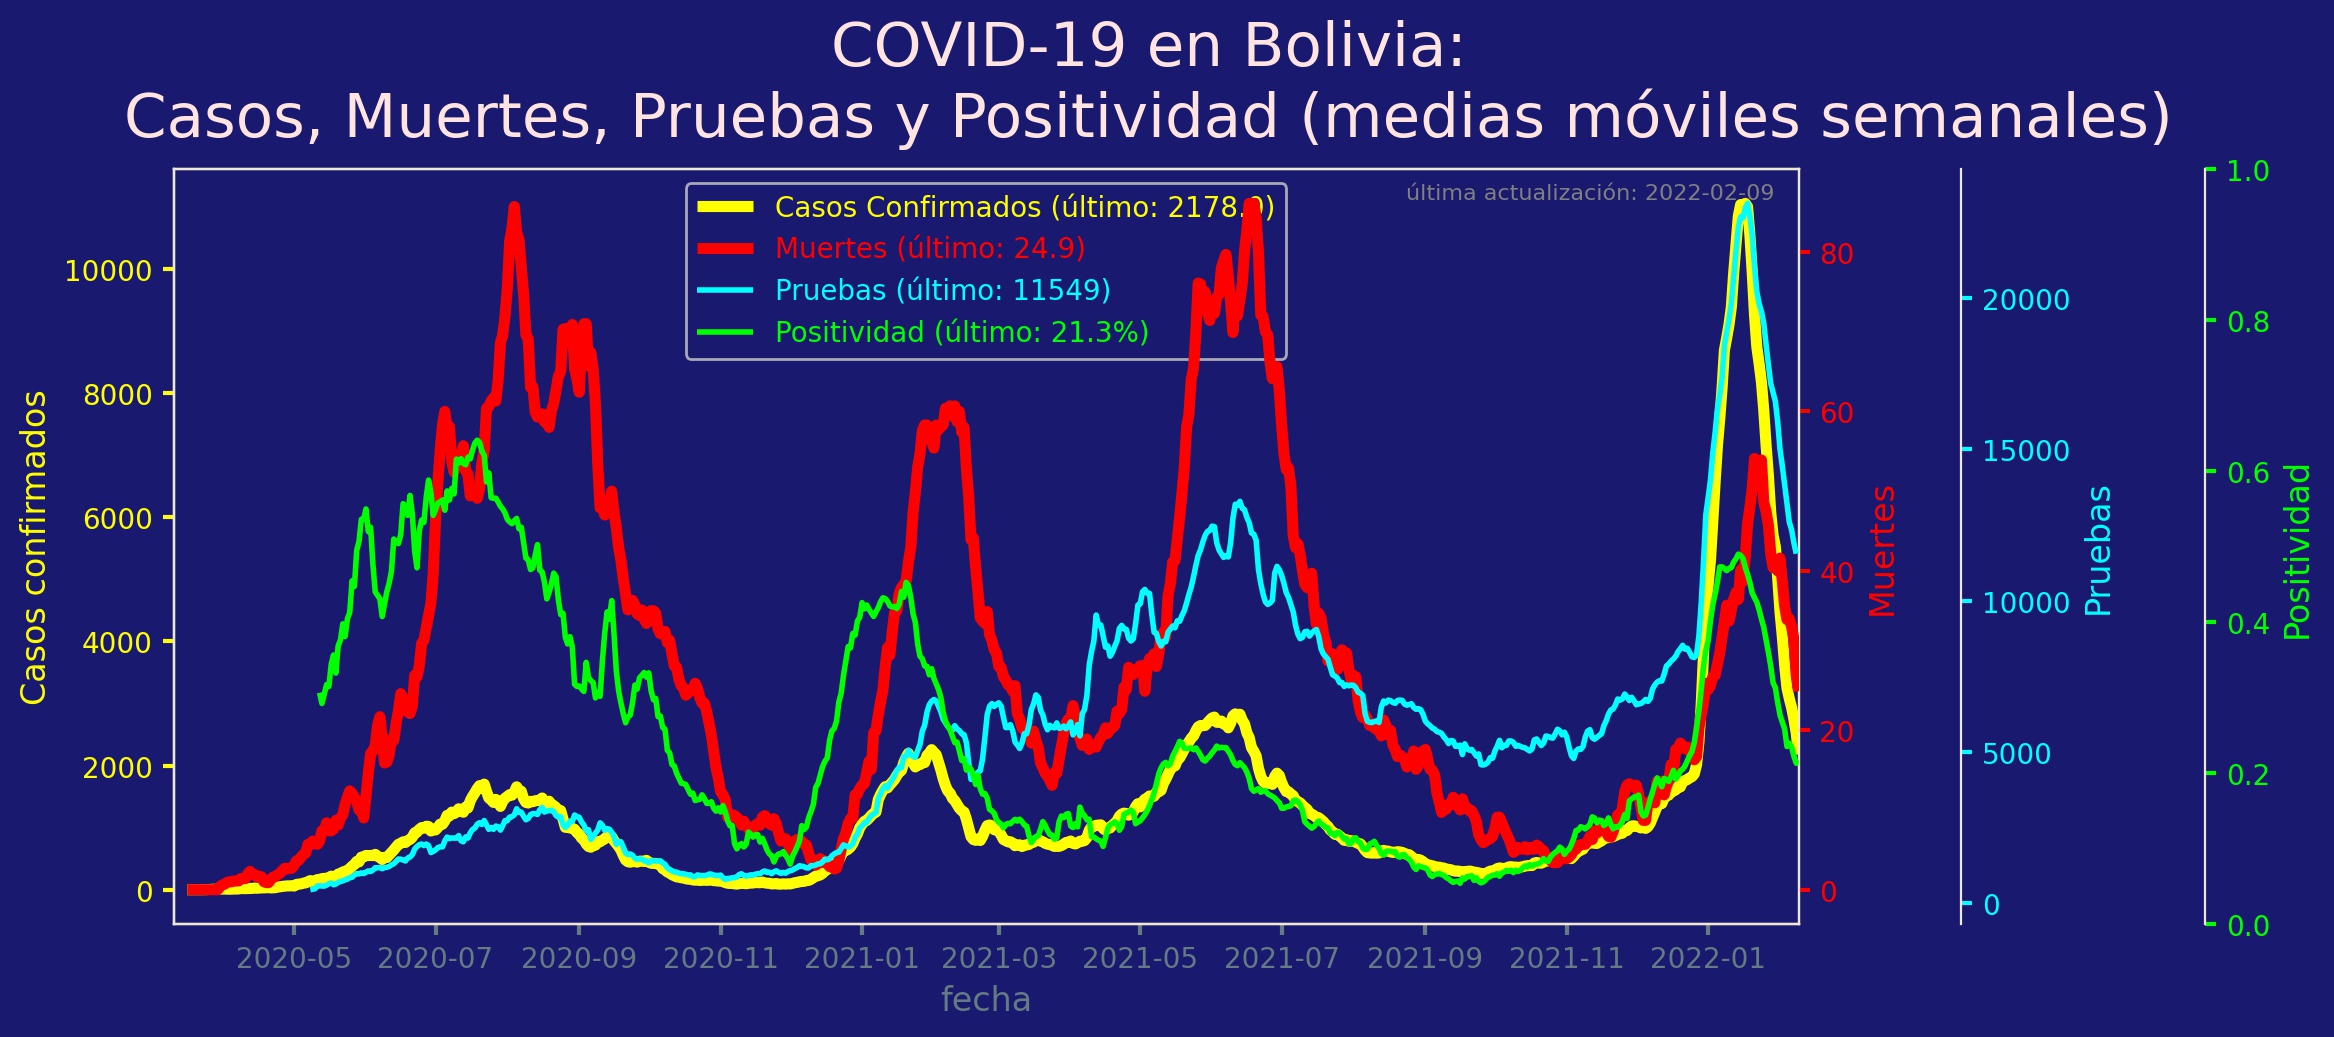 COVID-19 en Bolivia:
Casos, Muertes, Pruebas y Positividad (medias móviles semanales)
última actualización: 2022-02-09
Casos Confirmados (último: 2178.0)
Muertes (último: 24.9)
Pruebas (último: 11549)
Positividad (último: 21.3%)
Casos confirmados
10000
8000
6000
4000
2000
0
80
60
40
20
0
Muertes
20000
15000
10000
5000
0
Pruebas
1.0
0.8
0.6
0.4
0.2
0.0
Positividad
2020-05 2020-07 2020-09 2020-11 2021-01 2021-03 2021-05 2021-07 2021-09 2021-11 2022-01
fecha